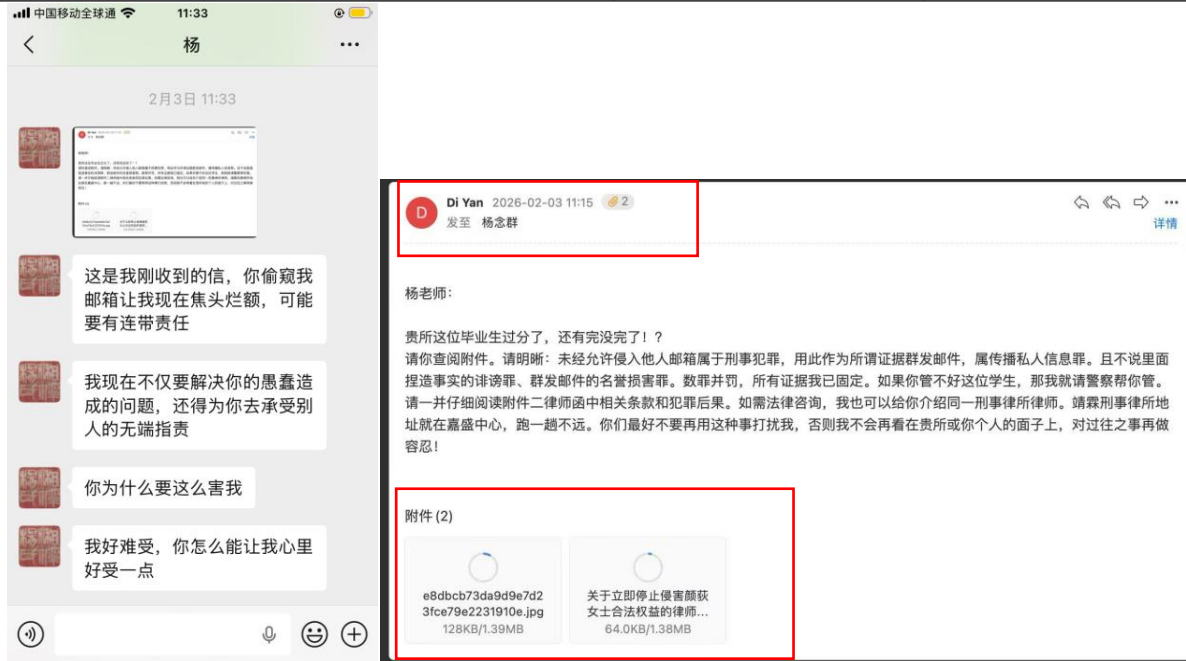 中国移动全球通
11:33
杨
2月3日 11:33
这是我刚收到的信，你偷窥我
邮箱让我现在焦头烂额，可能
要有连带责任
我现在不仅要解决你的愚蠢造
成的问题，还得为你去承受别
人的无端指责
你为什么要这么害我
我好难受，你怎么能让我心里
好受一点
D
Di Yan 2026-02-03 11:15 2
发至 杨念群
详情
杨老师：
贵所这位毕业生过分了，还有完没完了！？
请你查阅附件。请明晰：未经允许侵入他人邮箱属于刑事犯罪，用此作为所谓证据群发邮件，属传播私人信息罪。且不说里面
捏造事实的诽谤罪、群发邮件的名誉损害罪。数罪并罚，所有证据我已固定。如果你管不好这位学生，那我就请警察帮你管。
请一并仔细阅读附件二律师函中相关条款和犯罪后果。如需法律咨询，我也可以给你介绍同一刑事律所律师。靖霖刑事律所地
址就在嘉盛中心，跑一趟不远。你们最好不要再用这种事打扰我，否则我不会再看在贵所或你个人的面子上，对过往之事再做
容忍！
附件(2)
e8dbcb73da9d9e7d2
3fce79e2231910e.jpg
128KB/1.39MB
关于立即停止侵害颜荻
女士合法权益的律师...
64.0KB/1.38MB